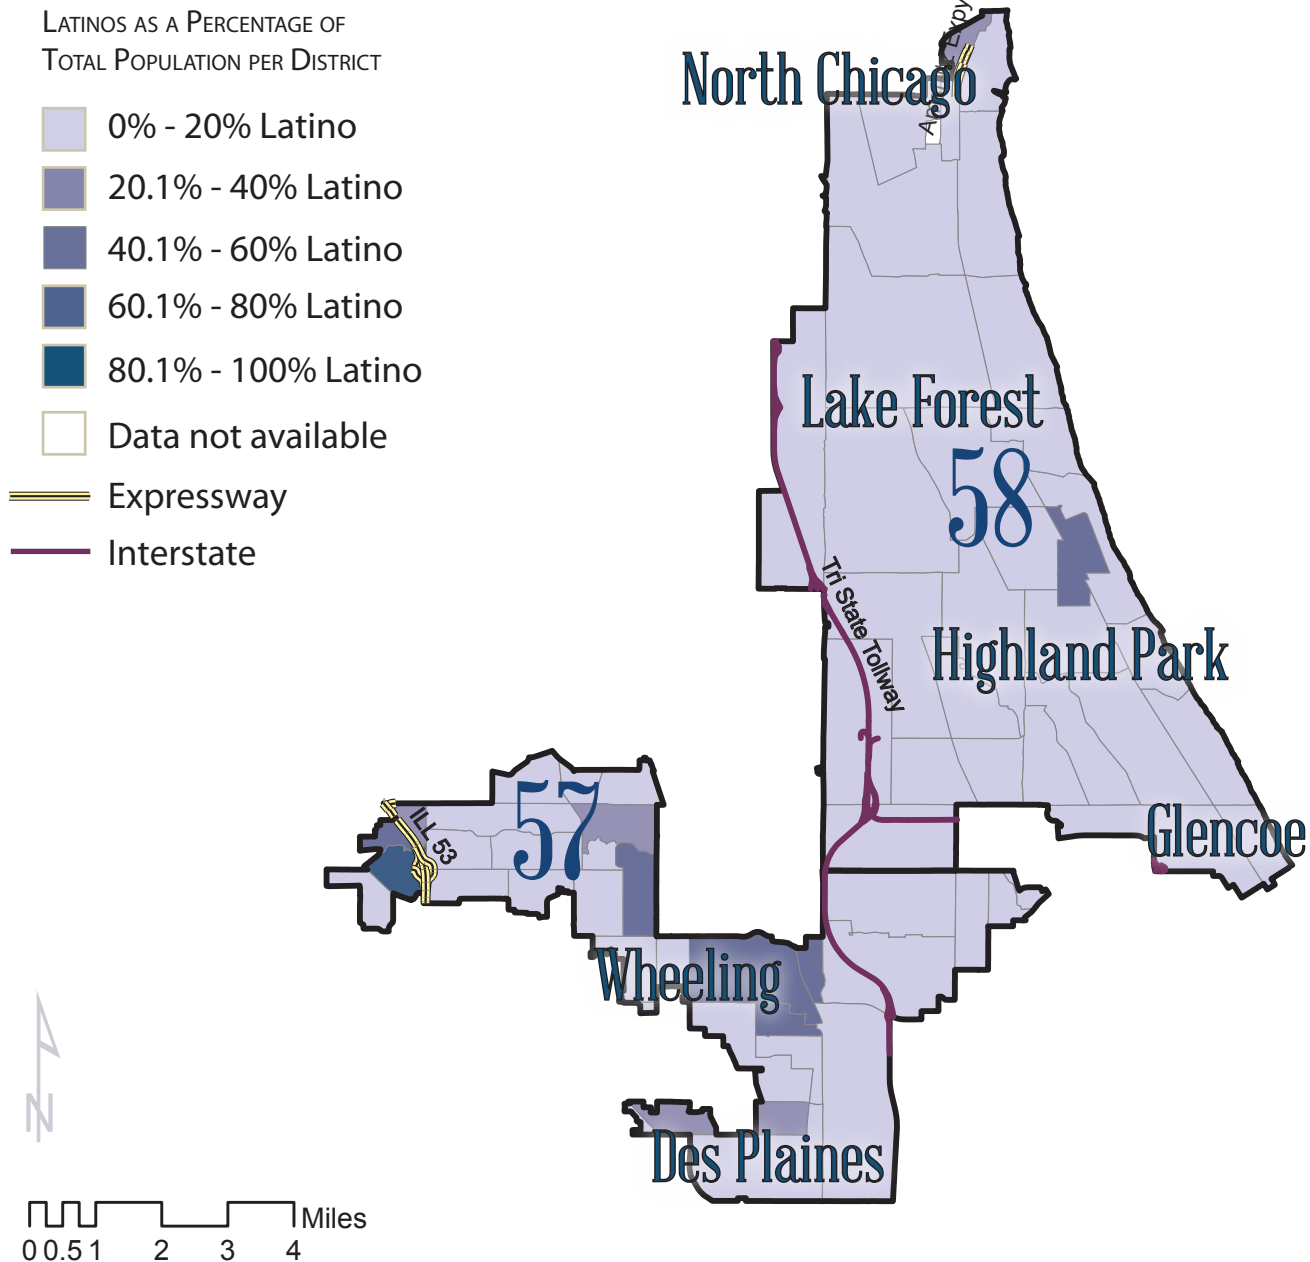 LATINOS AS A PERCENTAGE OF
TOTAL POPULATION PER DISTRICT
0% - 20% Latino
20.1% - 40% Latino
40.1% - 60% Latino
60.1% - 80% Latino
80.1% - 100% Latino
Data not available
Expressway
Interstate
Expy
North Chicago
Lake Forest
58
Tri State Tollway
Highland Park
57
ILL 53
Glencoe
Wheeling
Des Plaines
N
Miles
0 0.5 1 2 3 4